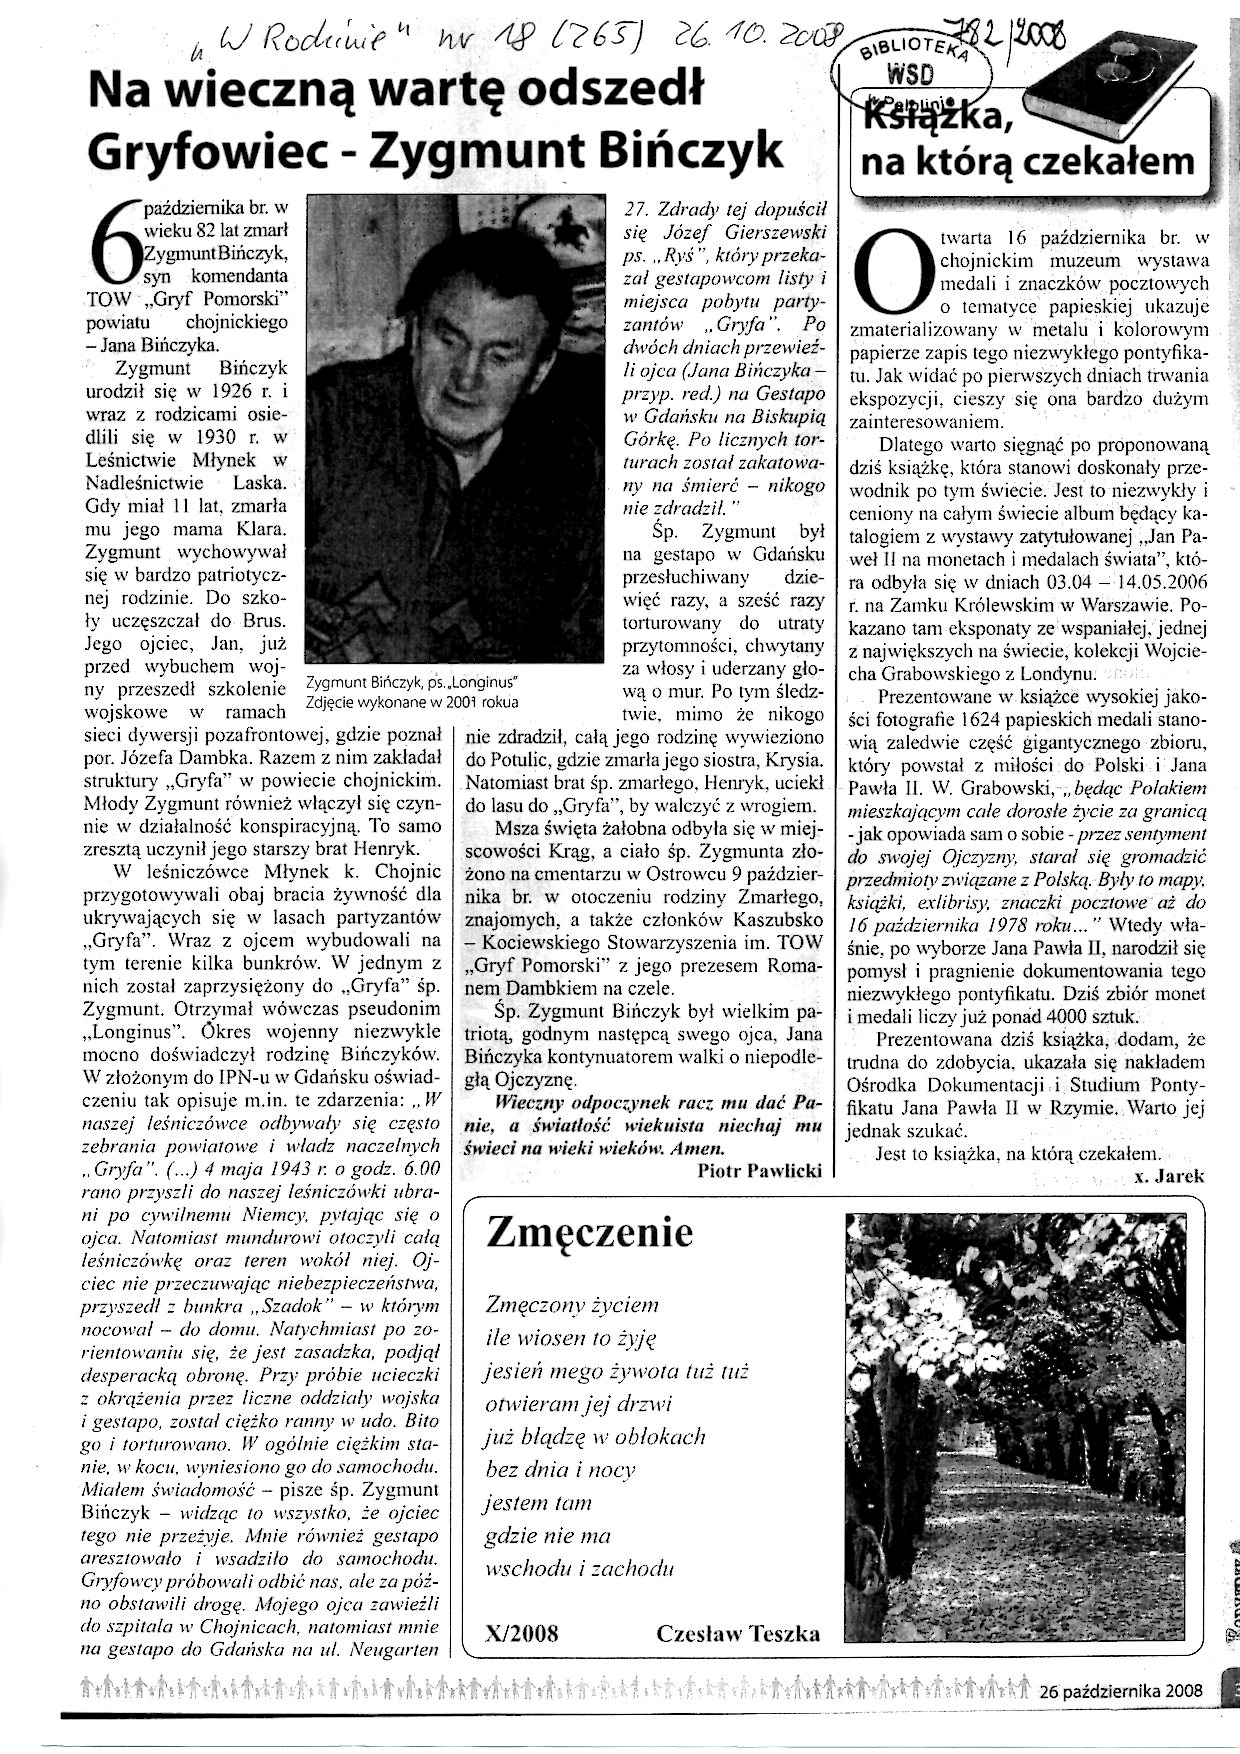 „W Rodzinie" nr 18 (265) 26.10.2008
782/2008
BIBLIOTEKA
WSD
w Pelplinie
Na wieczną wartę odszedł
Gryfowiec - Zygmunt Bińczyk
6 października br. w
wieku 82 lat zmarł
Zygmunt Bińczyk,
syn komendanta
TOW „Gryf Pomorski”
powiatu chojnickiego
– Jana Bińczyka.
Zygmunt Bińczyk
urodził się w 1926 r. i
wraz z rodzicami osie-
dlili się w 1930 r. w
Leśnictwie Młynek w
Nadleśnictwie Laska.
Gdy miał 11 lat, zmarła
mu jego mama Klara.
Zygmunt wychowywał
się w bardzo patriotycz-
nej rodzinie. Do szko-
ły uczęszczał do Brus.
Jego ojciec, Jan, już
przed wybuchem woj-
ny przeszedł szkolenie
wojskowe w ramach
sieci dywersji pozafrontowej, gdzie poznał
por. Józefa Dambka. Razem z nim zakładał
struktury „Gryfa” w powiecie chojnickim.
Młody Zygmunt również włączył się czyn-
nie w działalność konspiracyjną. To samo
zresztą uczynił jego starszy brat Henryk.
W leśniczówce Młynek k. Chojnic
przygotowywali obaj bracia żywność dla
ukrywających się w lasach partyzantów
„Gryfa”. Wraz z ojcem wybudowali na
tym terenie kilka bunkrów. W jednym z
nich został zaprzysiężony do „Gryfa” śp.
Zygmunt. Otrzymał wówczas pseudonim
„Longinus”. Okres wojenny niezwykle
mocno doświadczył rodzinę Bińczyków.
W złożonym do IPN-u w Gdańsku oświad-
czeniu tak opisuje m.in. te zdarzenia: „W
naszej leśniczówce odbywały się często
zebrania powiatowe i władz naczelnych
„Gryfa”. (...) 4 maja 1943 r. o godz. 6.00
rano przyszli do naszej leśniczówki ubra-
ni po cywilnemu Niemcy, pytając się o
ojca. Natomiast mundurowi otoczyli całą
leśniczówkę oraz teren wokół niej. Oj-
ciec nie przeczuwając niebezpieczeństwa,
przyszedł z bunkra „Szadok” – w którym
nocował – do domu. Natychmiast po zo-
rientowaniu się, że jest zasadzka, podjął
desperacką obronę. Przy próbie ucieczki
z okrążenia przez liczne oddziały wojska
i gestapo, został ciężko ranny w udo. Bito
go i torturowano. W ogólnie ciężkim sta-
nie, w kocu, wyniesiono go do samochodu.
Miałem świadomość – pisze śp. Zygmunt
Bińczyk – widząc to wszystko, że ojciec
tego nie przeżyje. Mnie również gestapo
aresztowało i wsadziło do samochodu.
Gryfowcy próbowali odbić nas, ale za póź-
no obstawili drogę. Mojego ojca zawieźli
do szpitala w Chojnicach, natomiast mnie
na gestapo do Gdańska na ul. Neugarten
Zygmunt Bińczyk, ps. „Longinus”
Zdjęcie wykonane w 2001 rokua
27. Zdrady tej dopuścił
się Józef Gierszewski
ps. „Ryś”, który przeka-
zał gestapowcom listy i
miejsca pobytu party-
zantów „Gryfa”. Po
dwóch dniach przewieź-
li ojca (Jana Bińczyka –
przyp. red.) na Gestapo
w Gdańsku na Biskupią
Górkę. Po licznych tor-
turach został zakatowa-
ny na śmierć – nikogo
nie zdradził.”
Śp. Zygmunt był
na gestapo w Gdańsku
przesłuchiwany dzie-
więć razy, a sześć razy
torturowany do utraty
przytomności, chwytany
za włosy i uderzany gło-
wą o mur. Po tym śledz-
twie, mimo że nikogo
nie zdradził, całą jego rodzinę wywieziono
do Potulic, gdzie zmarła jego siostra, Krysia.
Natomiast brat śp. zmarłego, Henryk, uciekł
do lasu do „Gryfa”, by walczyć z wrogiem.
Msza święta żałobna odbyła się w miej-
scowości Krąg, a ciało śp. Zygmunta zło-
żono na cmentarzu w Ostrowcu 9 paździer-
nika br. w otoczeniu rodziny Zmarłego,
znajomych, a także członków Kaszubsko
– Kociewskiego Stowarzyszenia im. TOW
„Gryf Pomorski” z jego prezesem Roma-
nem Dambkiem na czele.
Śp. Zygmunt Bińczyk był wielkim pa-
triotą, godnym następcą swego ojca, Jana
Bińczyka kontynuatorem walki o niepodle-
głą Ojczyznę.
Wieczny odpoczynek racz mu dać Pa-
nie, a światłość wiekuista niechaj mu
świeci na wieki wieków. Amen.
Piotr Pawlicki
Książka,
na którą czekałem
Otwarta 16 października br. w
chojnickim muzeum wystawa
medali i znaczków pocztowych
o tematyce papieskiej ukazuje
zmaterializowany w metalu i kolorowym
papierze zapis tego niezwykłego pontyfika-
tu. Jak widać po pierwszych dniach trwania
ekspozycji, cieszy się ona bardzo dużym
zainteresowaniem.
Dlatego warto sięgnąć po proponowaną
dziś książkę, która stanowi doskonały prze-
wodnik po tym świecie. Jest to niezwykły i
ceniony na całym świecie album będący ka-
talogiem z wystawy zatytułowanej „Jan Pa-
weł II na monetach i medalach świata”, któ-
ra odbyła się w dniach 03.04 – 14.05.2006
r. na Zamku Królewskim w Warszawie. Po-
kazano tam eksponaty ze wspaniałej, jednej
z największych na świecie, kolekcji Wojcie-
cha Grabowskiego z Londynu.
Prezentowane w książce wysokiej jako-
ści fotografie 1624 papieskich medali stano-
wią zaledwie część gigantycznego zbioru,
który powstał z miłości do Polski i Jana
Pawła II. W. Grabowski, „będąc Polakiem
mieszkającym całe dorosłe życie za granicą
- jak opowiada sam o sobie - przez sentyment
do swojej Ojczyzny, starał się gromadzić
przedmioty związane z Polską. Były to mapy,
książki, exlibrisy, znaczki pocztowe aż do
16 października 1978 roku...” Wtedy wła-
śnie, po wyborze Jana Pawła II, narodził się
pomysł i pragnienie dokumentowania tego
niezwykłego pontyfikatu. Dziś zbiór monet
i medali liczy już ponad 4000 sztuk.
Prezentowana dziś książka, dodam, że
trudna do zdobycia, ukazała się nakładem
Ośrodka Dokumentacji i Studium Ponty-
fikatu Jana Pawła II w Rzymie. Warto jej
jednak szukać.
Jest to książka, na którą czekałem.
x. Jarek
Zmęczenie
Zmęczony życiem
ile wiosen to żyję
jesień mego żywota tuż tuż
otwieram jej drzwi
już błądzę w obłokach
bez dnia i nocy
jestem tam
gdzie nie ma
wschodu i zachodu
X/2008 Czesław Teszka
26 października 2008